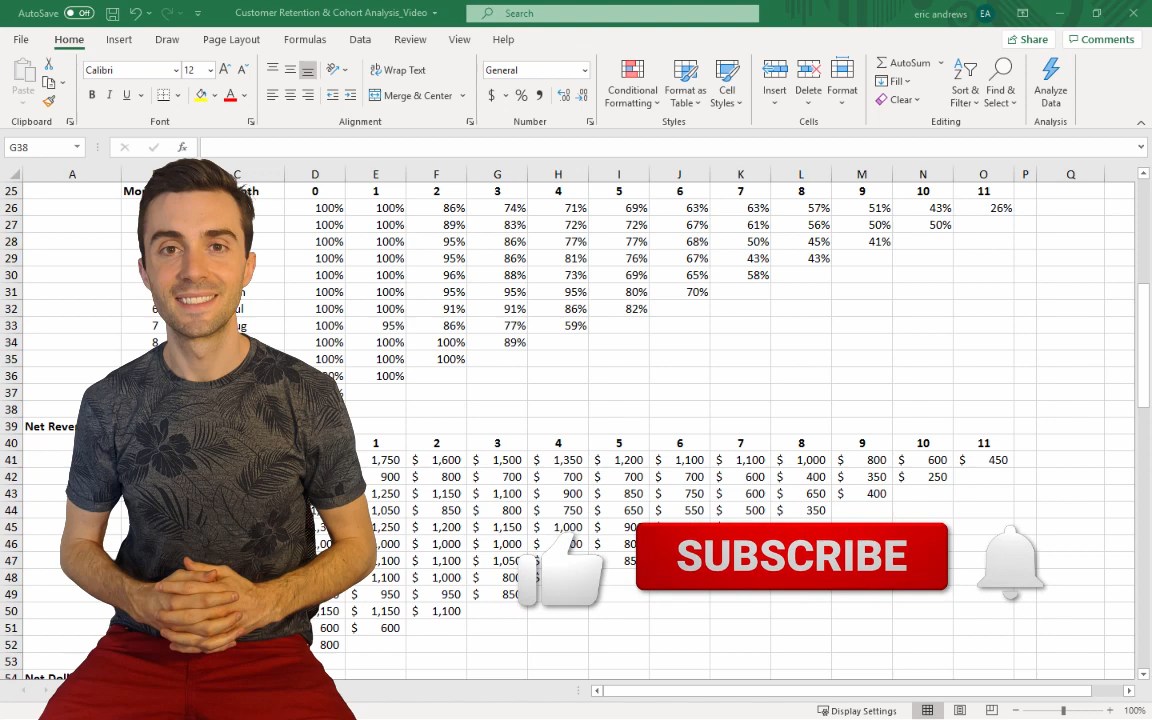 AutoSave Off Customer Retention & Cohort Analysis_Video Search eric andrews EA
File Home Insert Draw Page Layout Formulas Data Review View Help Share Comments
Paste Calibri 12 Wrap Text General Conditional Formatting Format as Table Cell Styles Insert Delete Format AutoSum Sort & Filter Find & Select Analyze Data
B I U Merge & Center $ % Fill Clear
Clipboard Font Alignment Number Styles Cells Editing Analysis
G38 fx
A C D E F G H I J K L M N O P Q
25 0 1 2 3 4 5 6 7 8 9 10 11
26 100% 100% 86% 74% 71% 69% 63% 63% 57% 51% 43% 26%
27 100% 100% 89% 83% 72% 72% 67% 61% 56% 50% 50%
28 100% 100% 95% 86% 77% 77% 68% 50% 45% 41%
29 100% 100% 95% 86% 81% 76% 67% 43% 43%
30 100% 100% 96% 88% 73% 69% 65% 58%
31 100% 100% 95% 95% 95% 80% 70%
32 100% 100% 91% 91% 86% 82%
33 7 100% 95% 86% 77% 59%
34 8 100% 100% 100% 89%
35 100% 100% 100%
36 100%
37
38
39 Net
40 1 2 3 4 5 6 7 8 9 10 11
41 1,750 $ 1,600 $ 1,500 $ 1,350 $ 1,200 $ 1,100 $ 1,100 $ 1,000 $ 800 $ 600 $ 450
42 900 $ 800 $ 700 $ 700 $ 700 $ 700 $ 600 $ 400 $ 350 $ 250
43 1,250 $ 1,150 $ 1,100 $ 900 $ 850 $ 750 $ 600 $ 650 $ 400
44 1,050 $ 850 $ 800 $ 750 $ 650 $ 550 $ 500 $ 350
45 1,250 $ 1,200 $ 1,150 $ 1,000 $
46 1,000 $ 1,000 $ 1,000 $ $
47 1,100 $ 1,100 $ 1,050
SUBSCRIBE
48 1,100 $ 1,000 $
49 $ 950 $ 950 $
50 1,150 $ 1,150 $ 1,100
51 600 $ 600
52 800
53
54 Net
Display Settings 100%